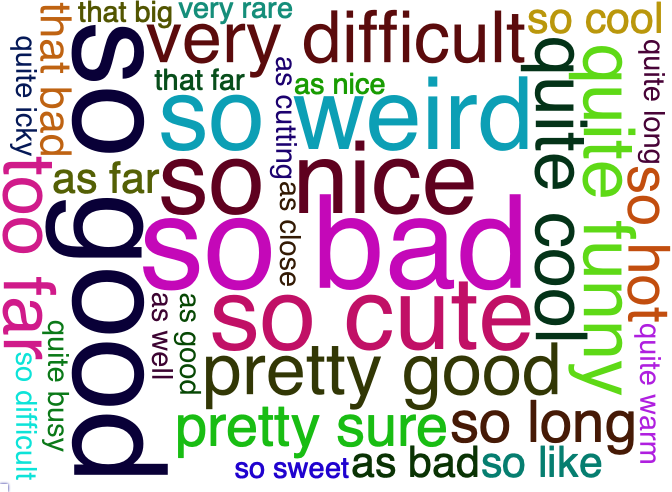 that big
very rare
so cool
that bad
quite icky
so good
very difficult
that far
as nice
as cutting
so weird
quite cool
quite funny
quite long
too far
as far
so nice
as close
so hot
so bad
as well
as good
so cute
quite busy
so difficult
quite warm
pretty good
pretty sure
so long
so sweet
as bad
so like